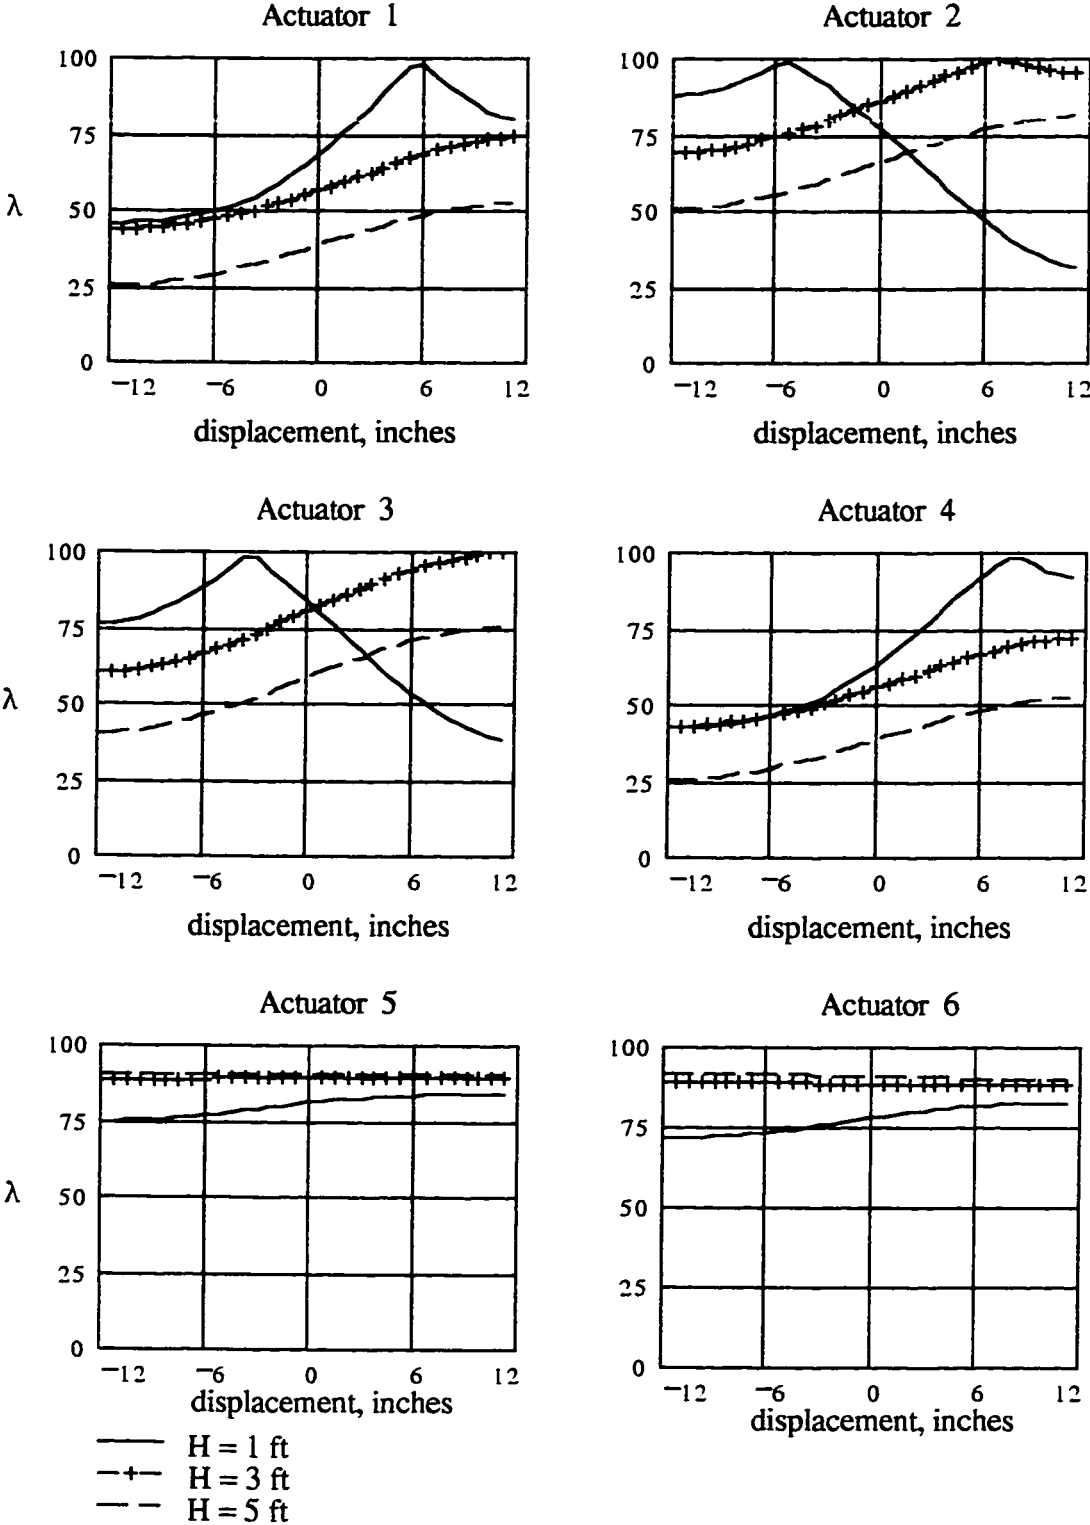 Actuator 1
Actuator 2
100
75
λ
50
25
0
100
75
50
25
0
−12 −6 0 6 12
−12 −6 0 6 12
displacement, inches
displacement, inches
Actuator 3
Actuator 4
100
75
λ
50
25
0
100
75
50
25
0
−12 −6 0 6 12
−12 −6 0 6 12
displacement, inches
displacement, inches
Actuator 5
Actuator 6
100
75
λ
50
25
0
100
75
50
25
0
−12 −6 0 6 12
−12 −6 0 6 12
displacement, inches
displacement, inches
H = 1 ft
H = 3 ft
H = 5 ft